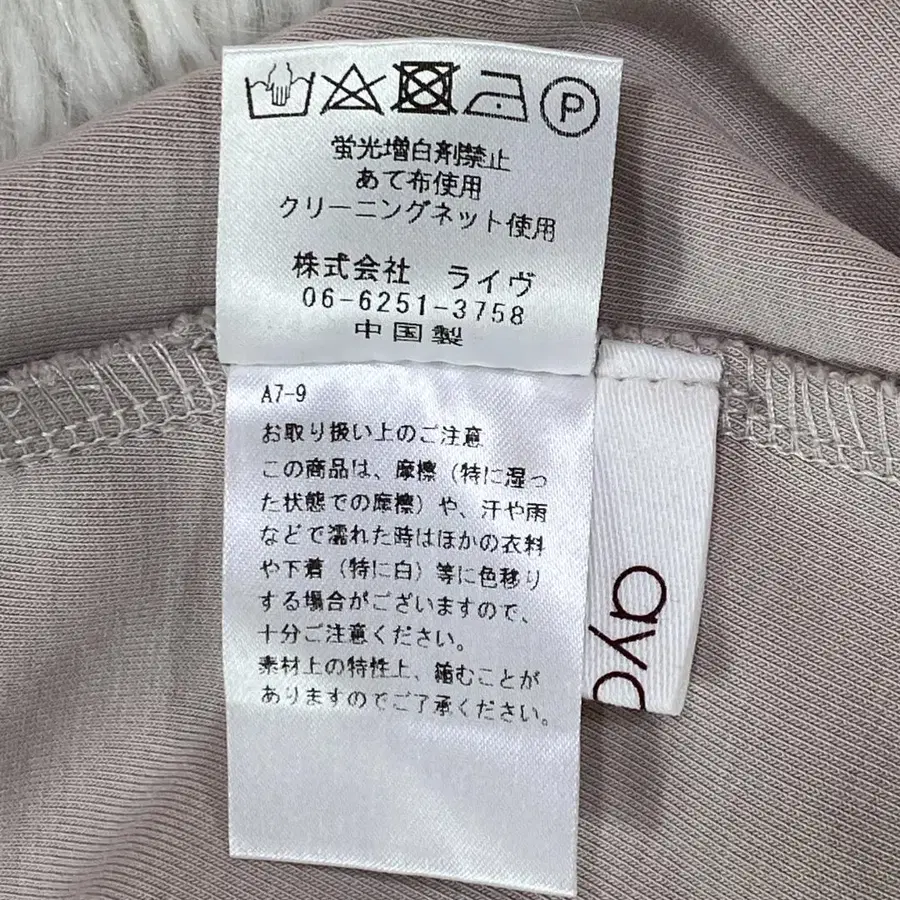 P
蛍光増白剤禁止
あて布使用
クリーニングネット使用
株式会社 ライヴ
06-6251-3758
中国製
A7-9
お取り扱い上のご注意
この商品は、摩擦（特に湿っ
た状態での摩擦）や、汗や雨
などで濡れた時はほかの衣料
や下着（特に白）等に色移り
する場合がございますので、
十分ご注意ください。
素材上の特性上、縮むことが
ありますのでご了承ください。